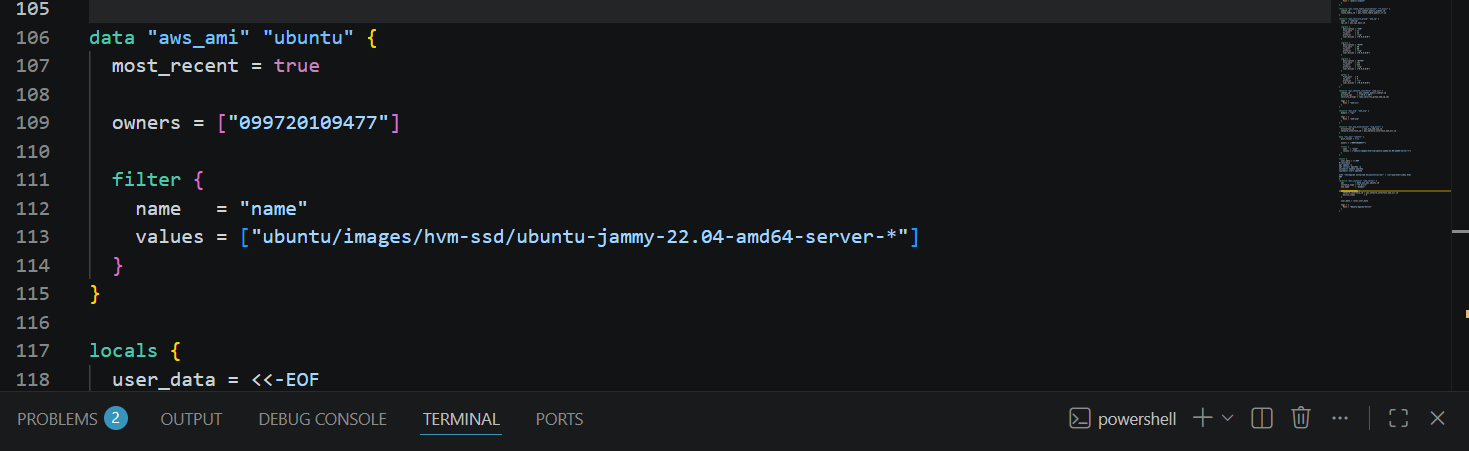 105
106 data "aws_ami" "ubuntu" {
107   most_recent = true
108
109   owners = ["099720109477"]
110
111   filter {
112     name   = "name"
113     values = ["ubuntu/images/hvm-ssd/ubuntu-jammy-22.04-amd64-server-*"]
114   }
115 }
116
117 locals {
118   user_data = <<-EOF
PROBLEMS 2 OUTPUT DEBUG CONSOLE TERMINAL PORTS powershell